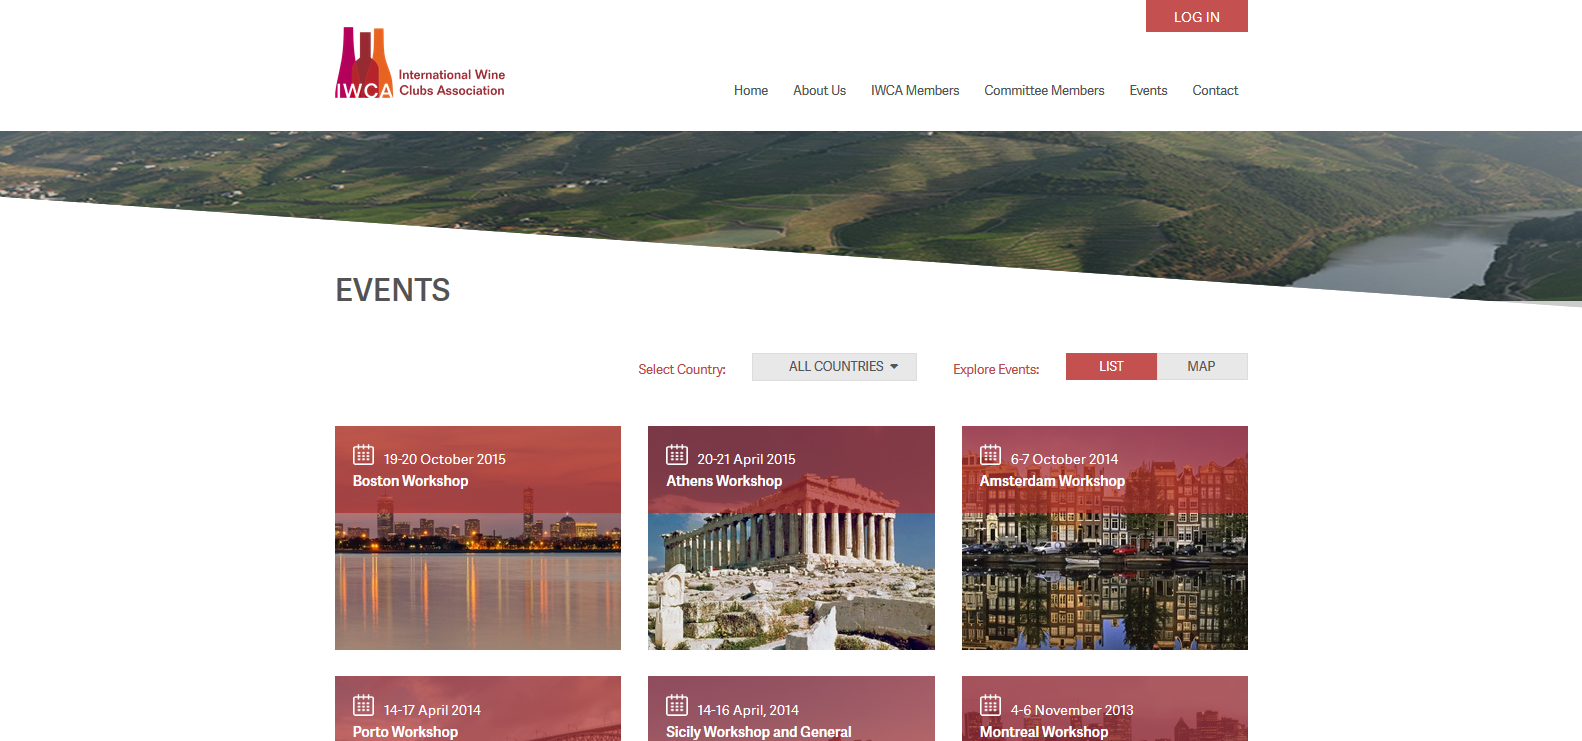 LOG IN
IWCA
International Wine
Clubs Association
Home About Us IWCA Members Committee Members Events Contact
EVENTS
Select Country: ALL COUNTRIES Explore Events: LIST MAP
19-20 October 2015
Boston Workshop
20-21 April 2015
Athens Workshop
6-7 October 2014
Amsterdam Workshop
14-17 April 2014
Porto Workshop
14-16 April, 2014
Sicily Workshop and General
4-6 November 2013
Montreal Workshop